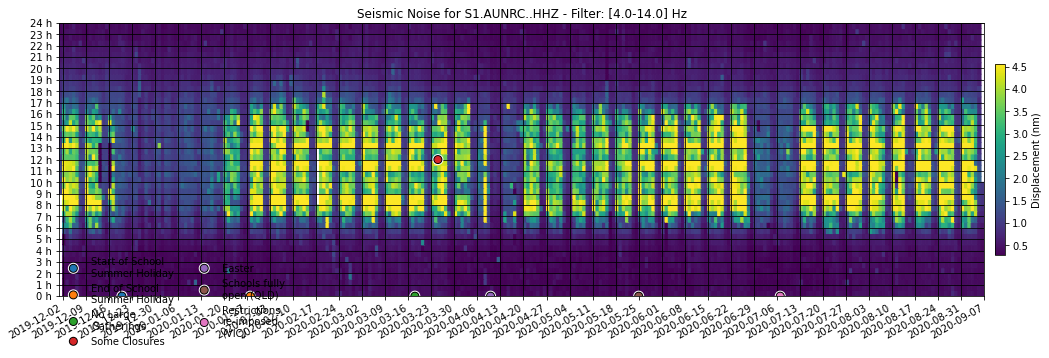 Seismic Noise for S1.AUNRC..HHZ - Filter: [4.0-14.0] Hz
24 h
23 h
22 h
21 h
20 h
19 h
18 h
17 h
16 h
15 h
14 h
13 h
12 h
11 h
10 h
9 h
8 h
7 h
6 h
5 h
4 h
3 h
2 h
1 h
0 h
4.5
4.0
3.5
3.0
2.5
2.0
1.5
1.0
0.5
Displacement (nm)
Start of School
Summer Holiday
End of School
Summer Holiday
No Large
Gatherings
Some Closures
Easter
School fully
open (QLD)
Restrictions
re-imposed
(VIC)
2019-12-02
2019-12-09
2020-01-13
2020-02-17
2020-02-24
2020-03-02
2020-03-09
2020-03-16
2020-03-23
2020-03-30
2020-04-06
2020-04-13
2020-04-20
2020-04-27
2020-05-04
2020-05-11
2020-05-18
2020-05-25
2020-06-01
2020-06-08
2020-06-15
2020-06-22
2020-06-29
2020-07-06
2020-07-13
2020-07-20
2020-07-27
2020-08-03
2020-08-10
2020-08-17
2020-08-24
2020-08-31
2020-09-07